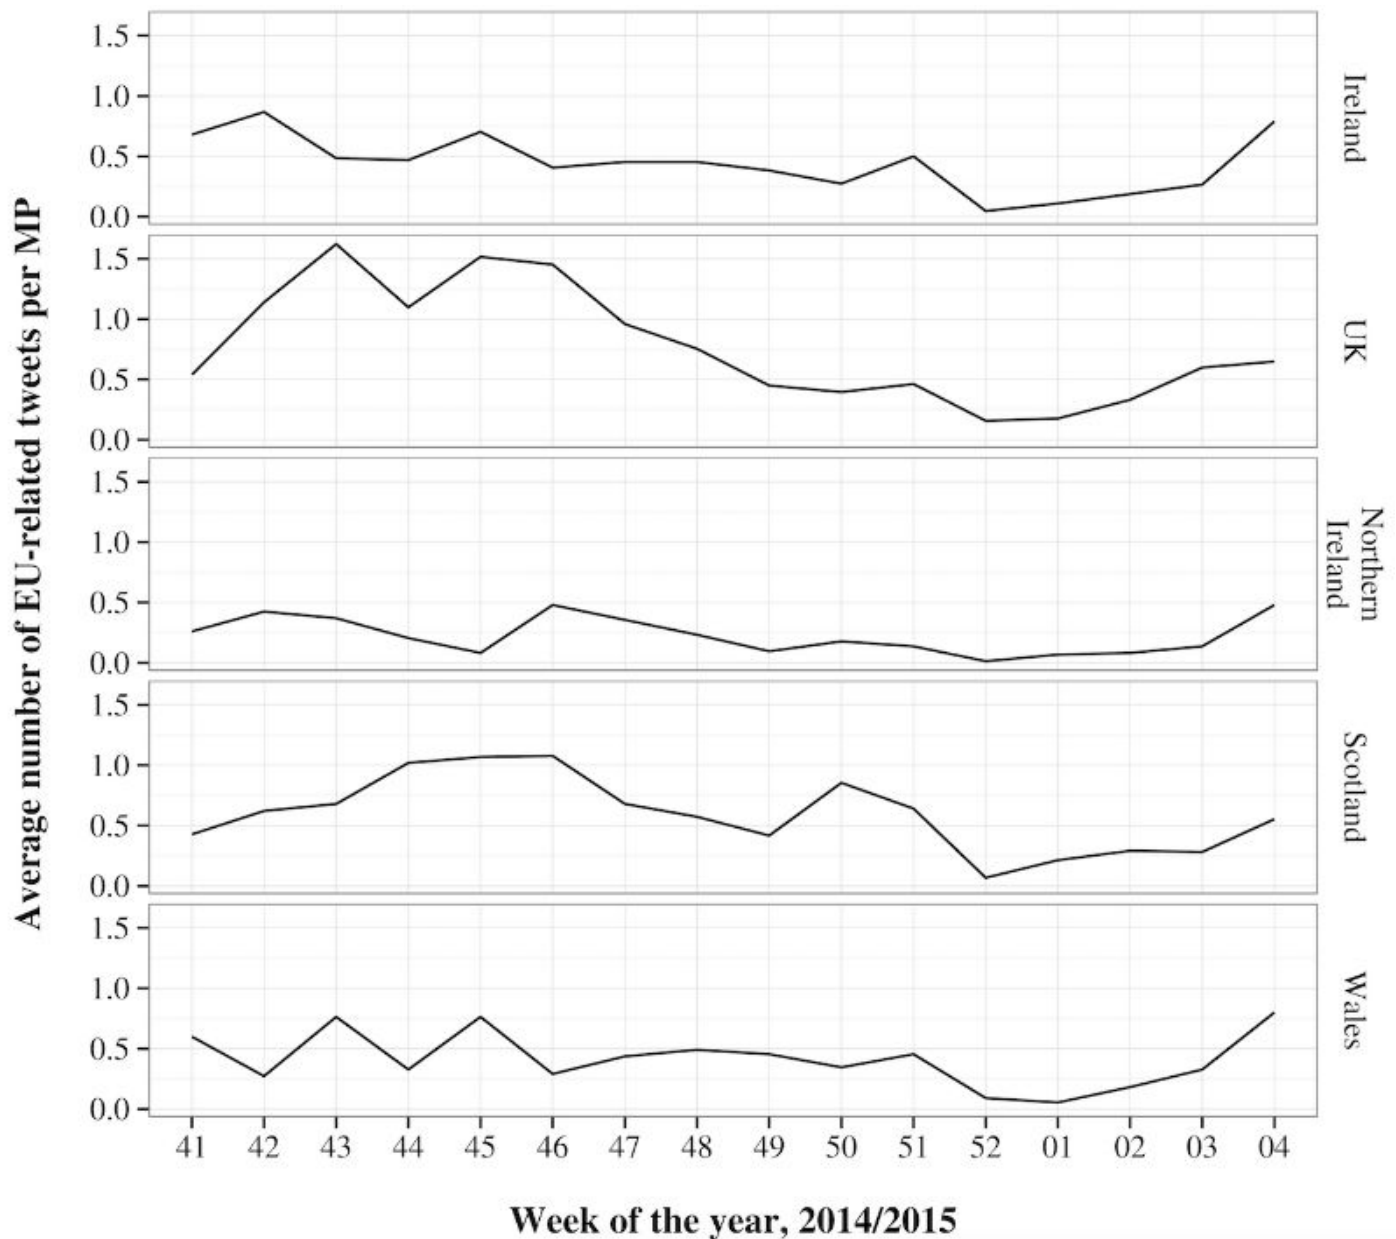 Average number of EU-related tweets per MP
1.5
1.0
0.5
0.0
Ireland
1.5
1.0
0.5
0.0
UK
1.5
1.0
0.5
0.0
Northern
Ireland
1.5
1.0
0.5
0.0
Scotland
1.5
1.0
0.5
0.0
Wales
41 42 43 44 45 46 47 48 49 50 51 52 01 02 03 04
Week of the year, 2014/2015